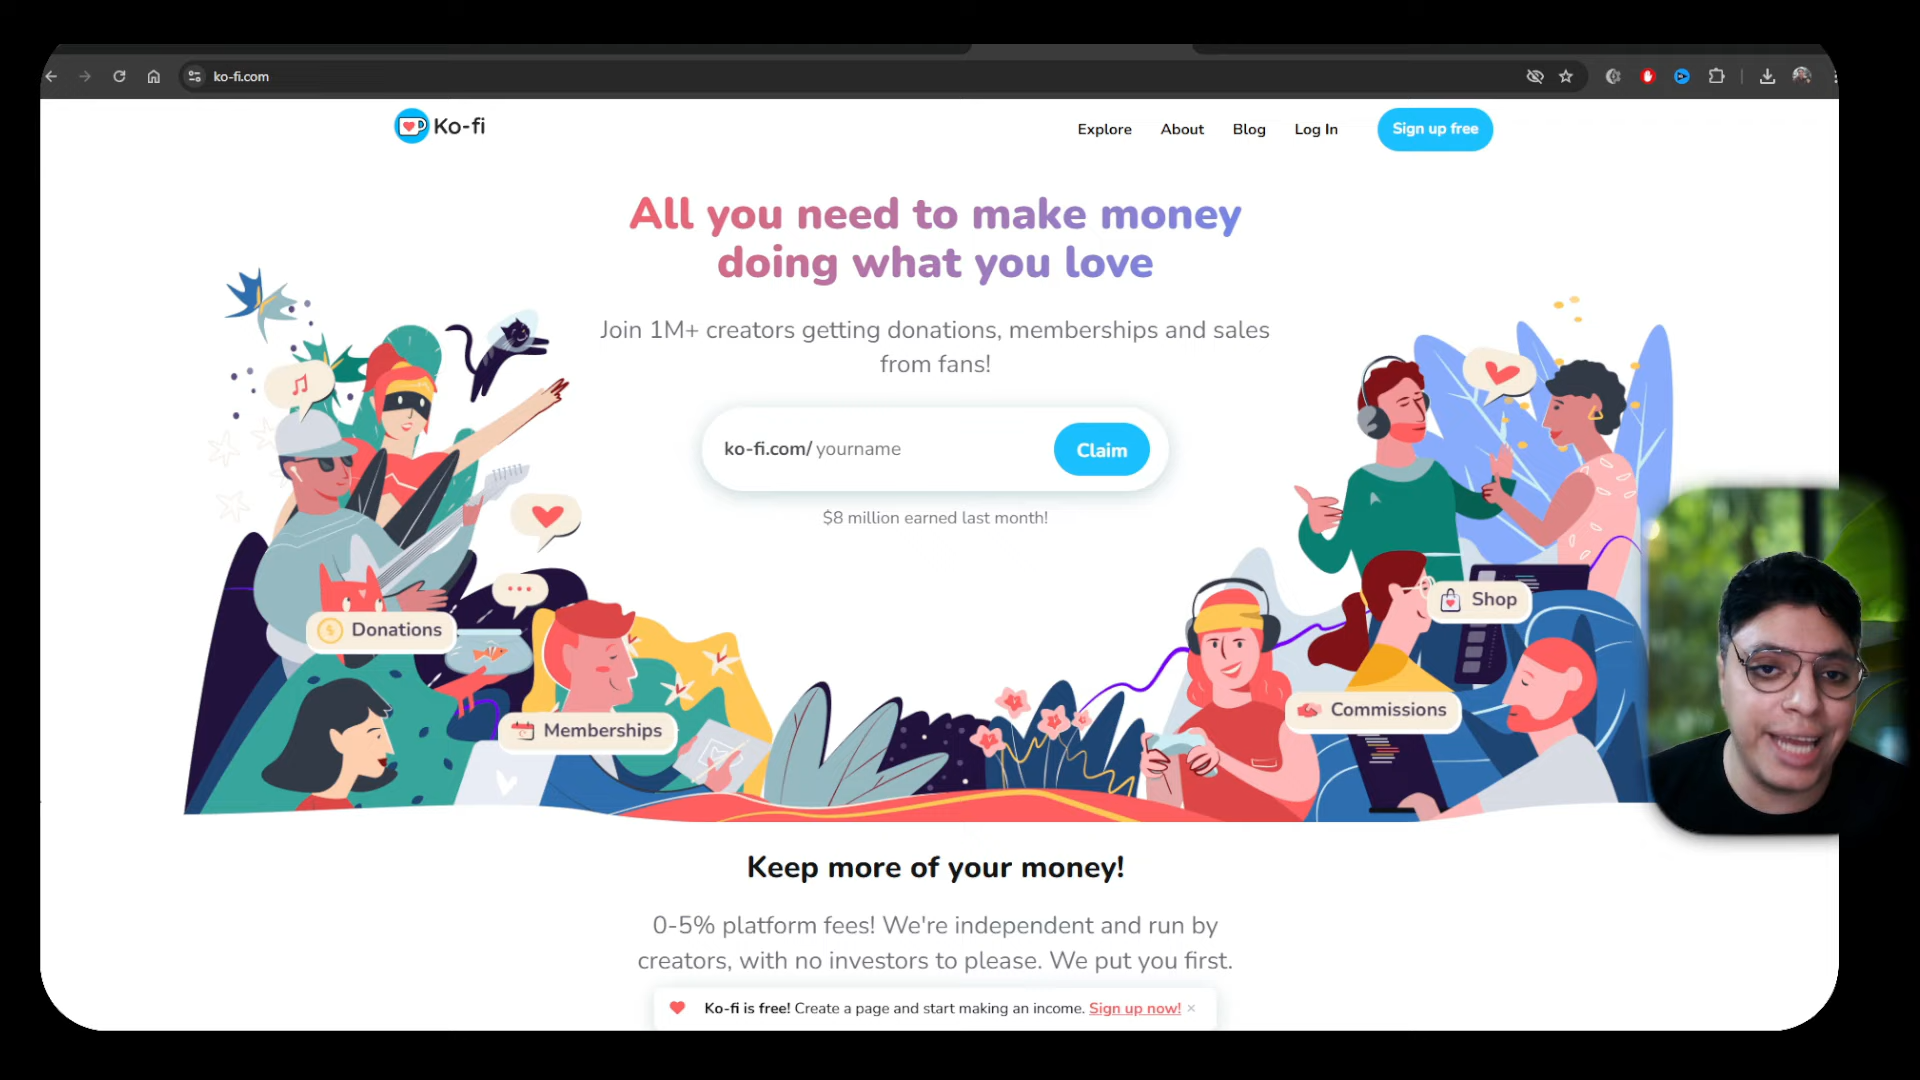 ko-fi.com
Ko-fi
Explore About Blog Log In Sign up free
All you need to make money
doing what you love
Join 1M+ creators getting donations, memberships and sales
from fans!
ko-fi.com/ yourname Claim
$8 million earned last month!
Donations
Memberships
Shop
Commissions
Keep more of your money!
0-5% platform fees! We're independent and run by
creators, with no investors to please. We put you first.
Ko-fi is free! Create a page and start making an income. Sign up now! ×